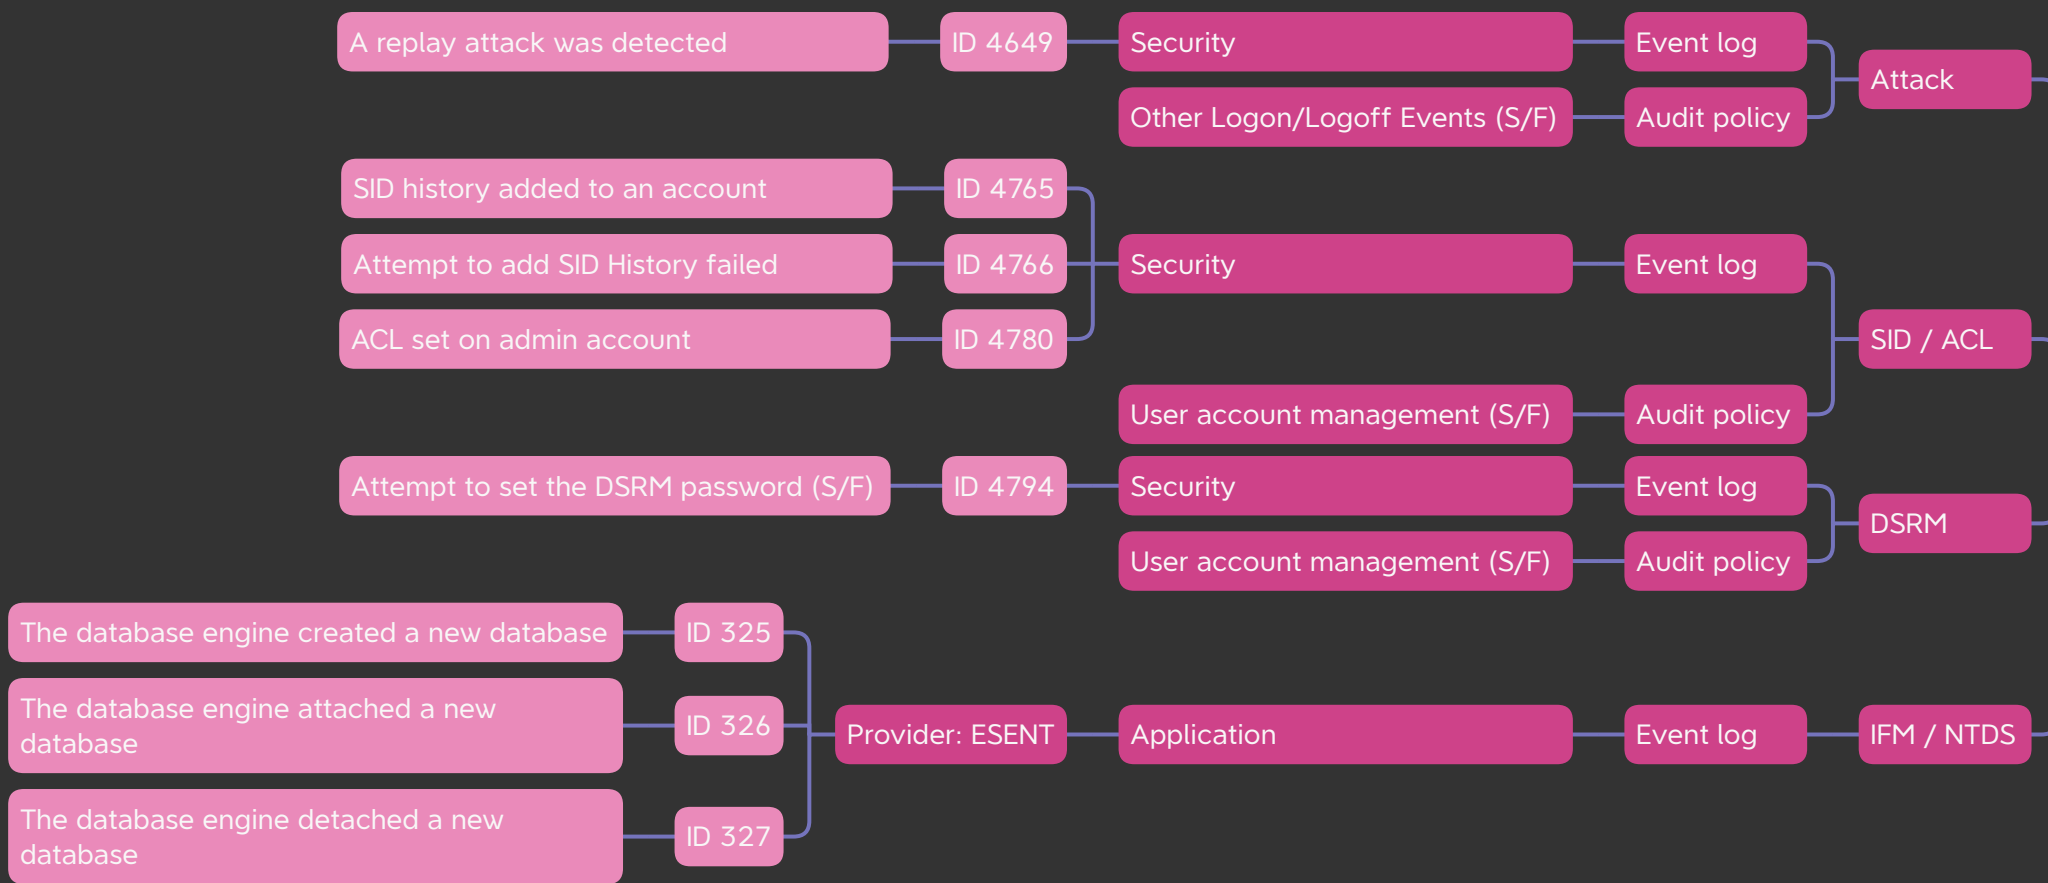 A replay attack was detected
ID 4649
Security
Event log
Attack
Other Logon/Logoff Events (S/F)
Audit policy
SID history added to an account
ID 4765
Attempt to add SID History failed
ID 4766
Security
Event log
ACL set on admin account
ID 4780
SID / ACL
User account management (S/F)
Audit policy
Attempt to set the DSRM password (S/F)
ID 4794
Security
Event log
DSRM
User account management (S/F)
Audit policy
The database engine created a new database
ID 325
The database engine attached a new
database
ID 326
Provider: ESENT
Application
Event log
IFM / NTDS
The database engine detached a new
database
ID 327